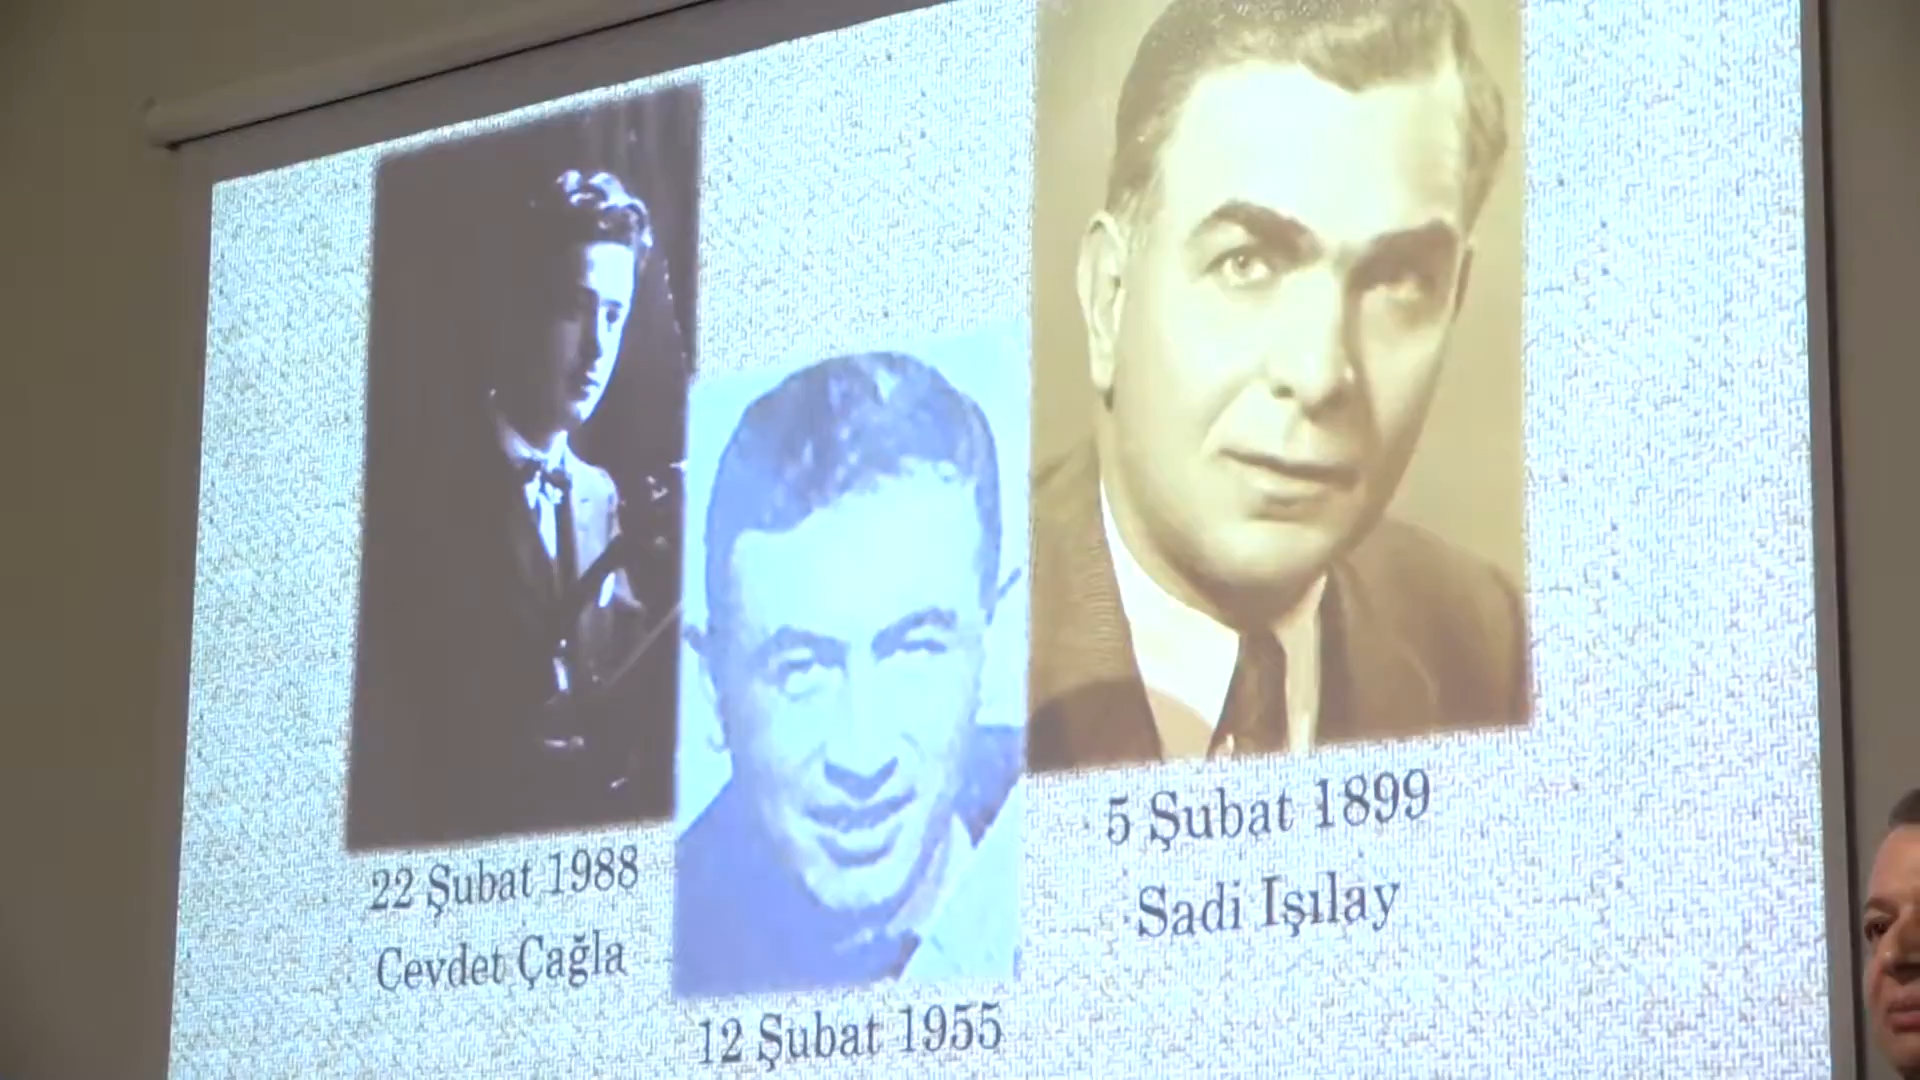 22 Şubat 1988
Cevdet Çağla
12 Şubat 1955
5 Şubat 1899
Sadi Işılay